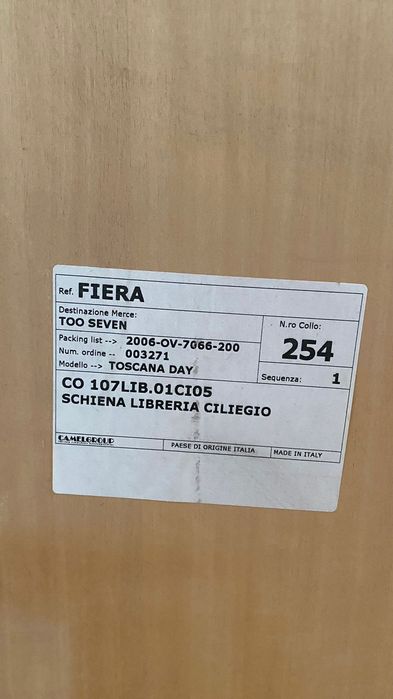 Ref. FIERA
Destinazione Merce:
TOO SEVEN
N.ro Collo:
254
Packing list --> 2006-OV-7066-200
Num. ordine -- 003271
Modello --> TOSCANA DAY
Sequenza: 1
CO 107LIB.01CI05
SCHIENA LIBRERIA CILIEGIO
CAMELGROUP
PAESE DI ORIGINE ITALIA
MADE IN ITALY